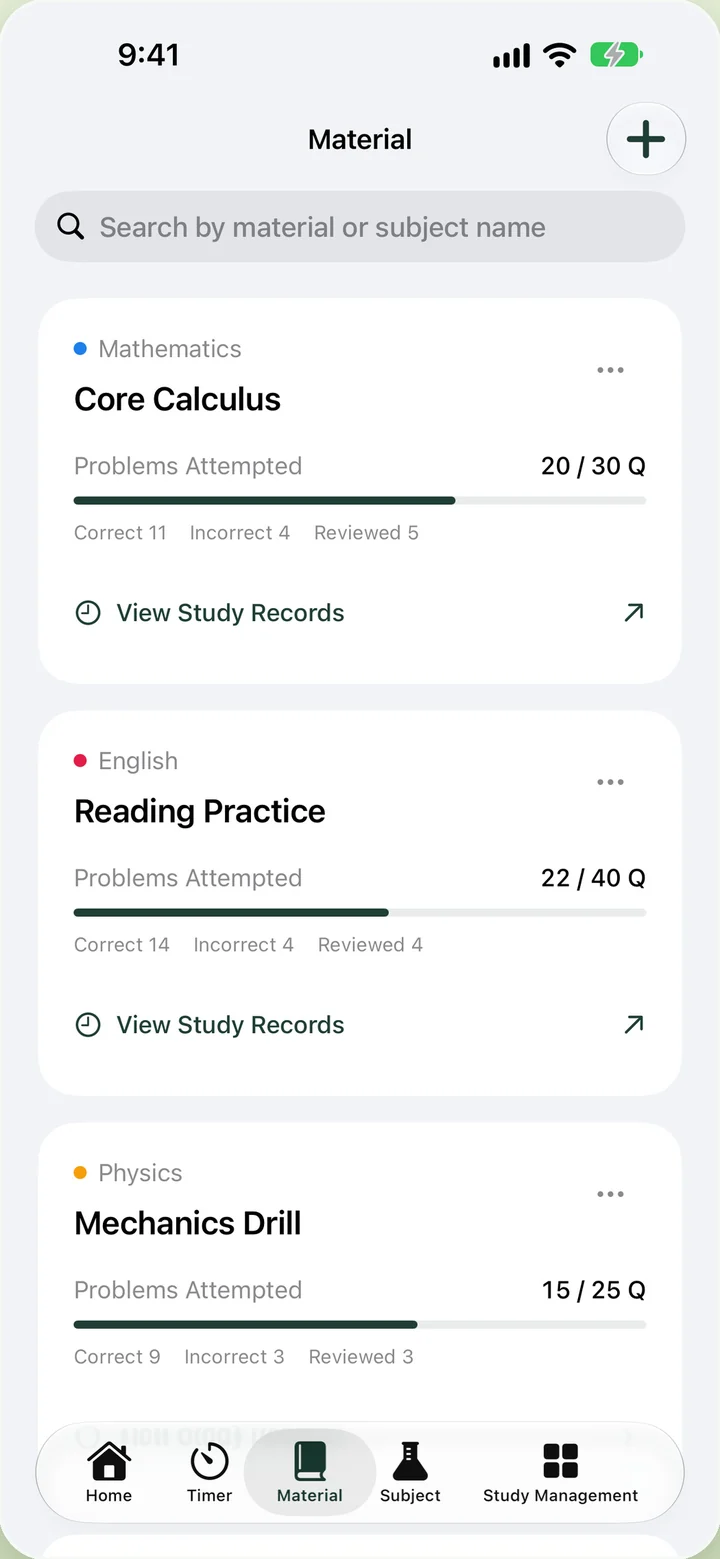 9:41
Material
Search by material or subject name
Mathematics
Core Calculus
Problems Attempted 20 / 30 Q
Correct 11 Incorrect 4 Reviewed 5
View Study Records
English
Reading Practice
Problems Attempted 22 / 40 Q
Correct 14 Incorrect 4 Reviewed 4
View Study Records
Physics
Mechanics Drill
Problems Attempted 15 / 25 Q
Correct 9 Incorrect 3 Reviewed 3
Home Timer Material Subject Study Management